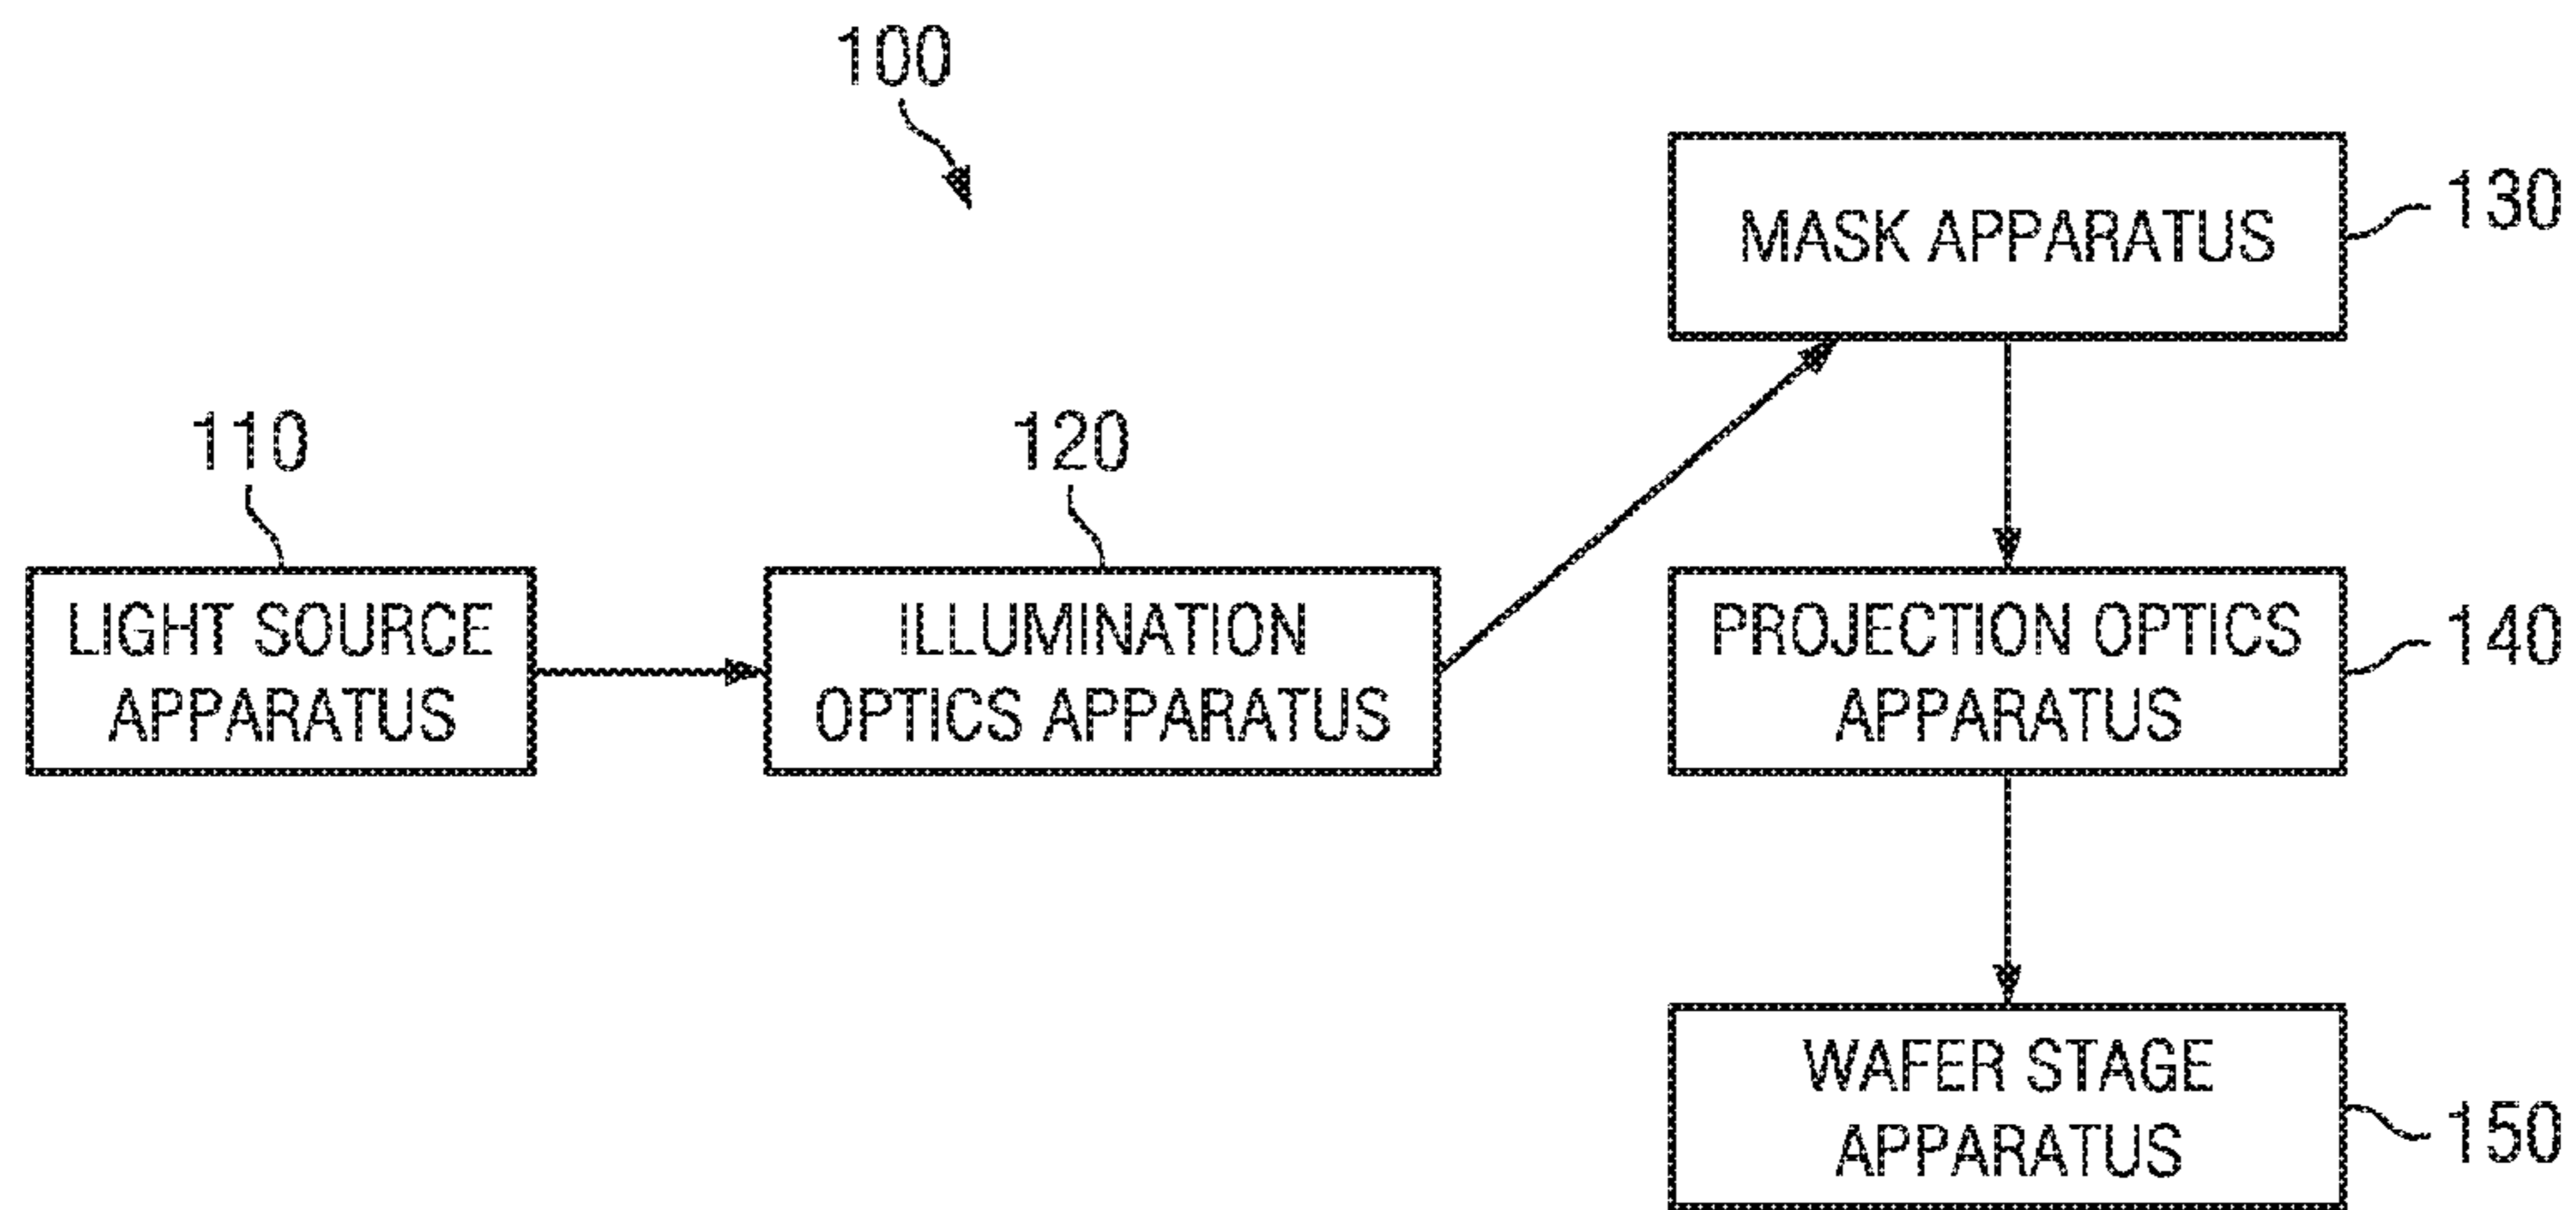 100
MASK APPARATUS
130
110
120
LIGHT SOURCE
APPARATUS
ILLUMINATION
OPTICS APPARATUS
PROJECTION OPTICS
APPARATUS
140
WAFER STAGE
APPARATUS
150